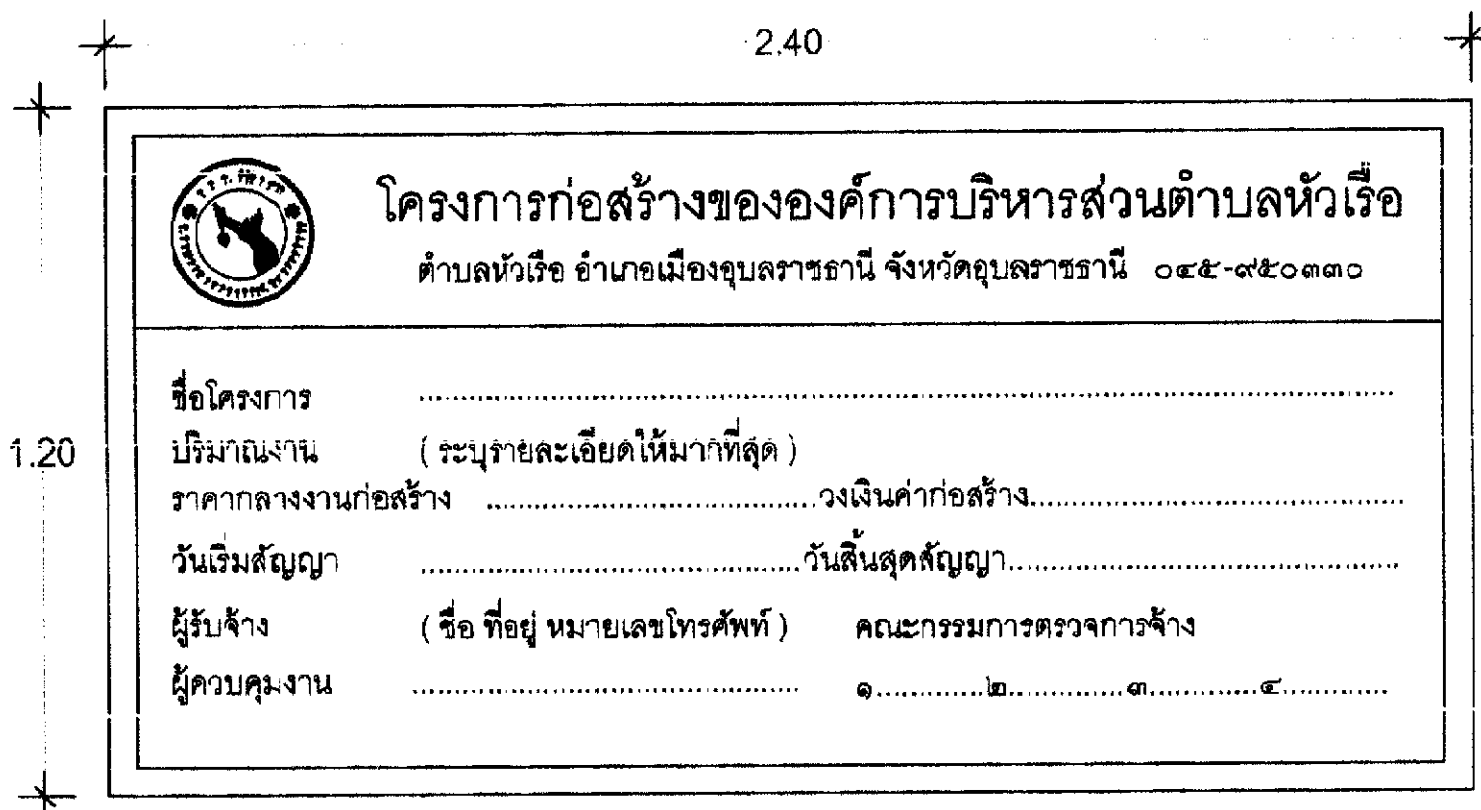 2.40
โครงการก่อสร้างขององค์การบริหารส่วนตำบลหัวเรือ
ตำบลหัวเรือ อำเภอเมืองอุบลราชธานี จังหวัดอุบลราชธานี ๐๔๕-๙๕๐๓๓๐
1.20
ชื่อโครงการ ........................................
ปริมาณงาน ( ระบุรายละเอียดให้มากที่สุด )
ราคากลางงานก่อสร้าง ....................วงเงินค่าก่อสร้าง....................
วันเริ่มสัญญา ....................วันสิ้นสุดสัญญา....................
ผู้รับจ้าง ( ชื่อ ที่อยู่ หมายเลขโทรศัพท์ ) คณะกรรมการตรวจการจ้าง
ผู้ควบคุมงาน .................... ๑............๒............๓............๔............